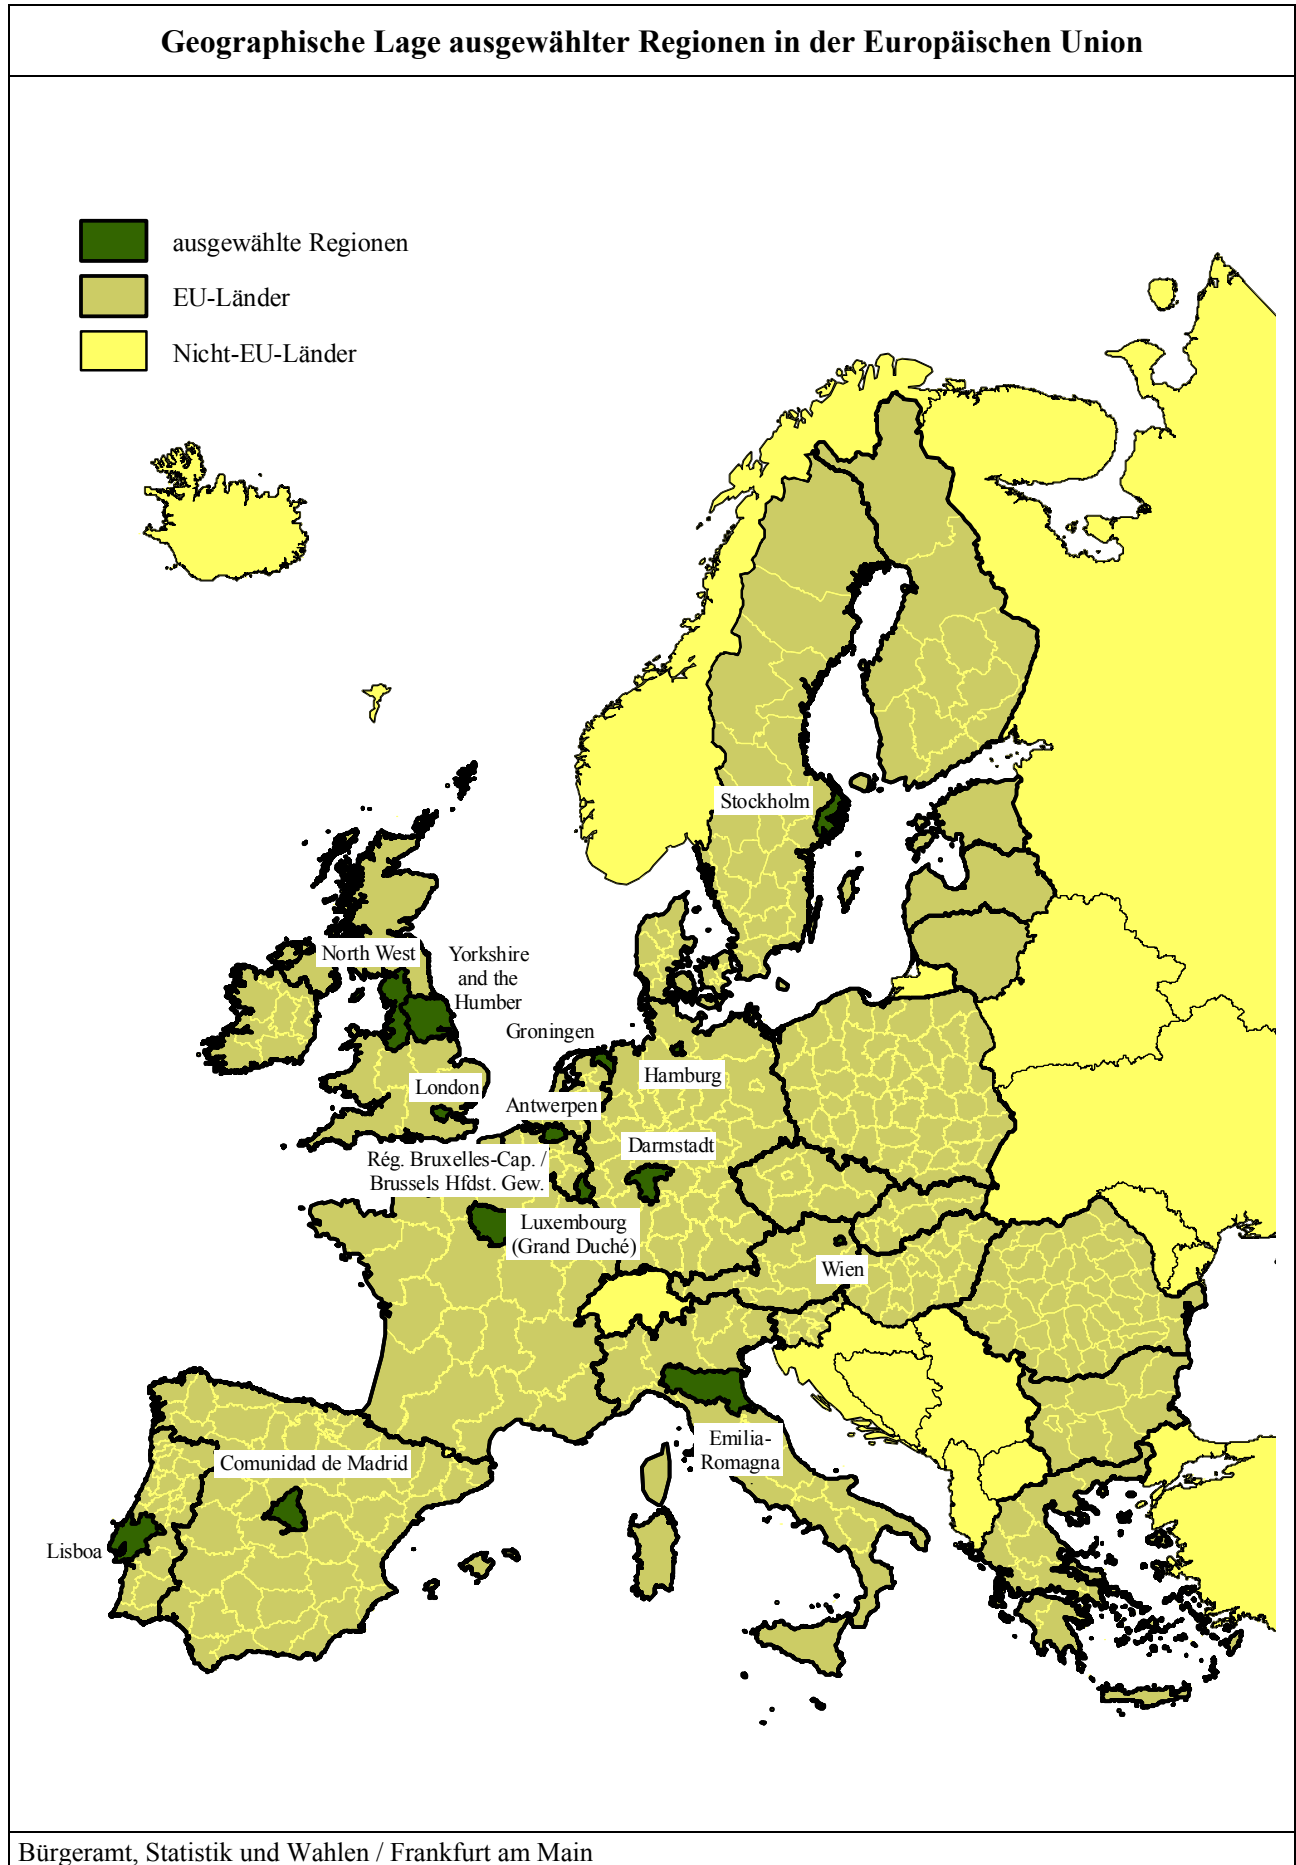 Geographische Lage ausgewählter Regionen in der Europäischen Union
ausgewählte Regionen
EU-Länder
Nicht-EU-Länder
Stockholm
North West
Yorkshire
and the
Humber
Groningen
Hamburg
London
Antwerpen
Darmstadt
Rég. Bruxelles-Cap. /
Brussels Hfdst. Gew.
Luxembourg
(Grand Duché)
Wien
Emilia-
Romagna
Comunidad de Madrid
Lisboa
Bürgeramt, Statistik und Wahlen / Frankfurt am Main